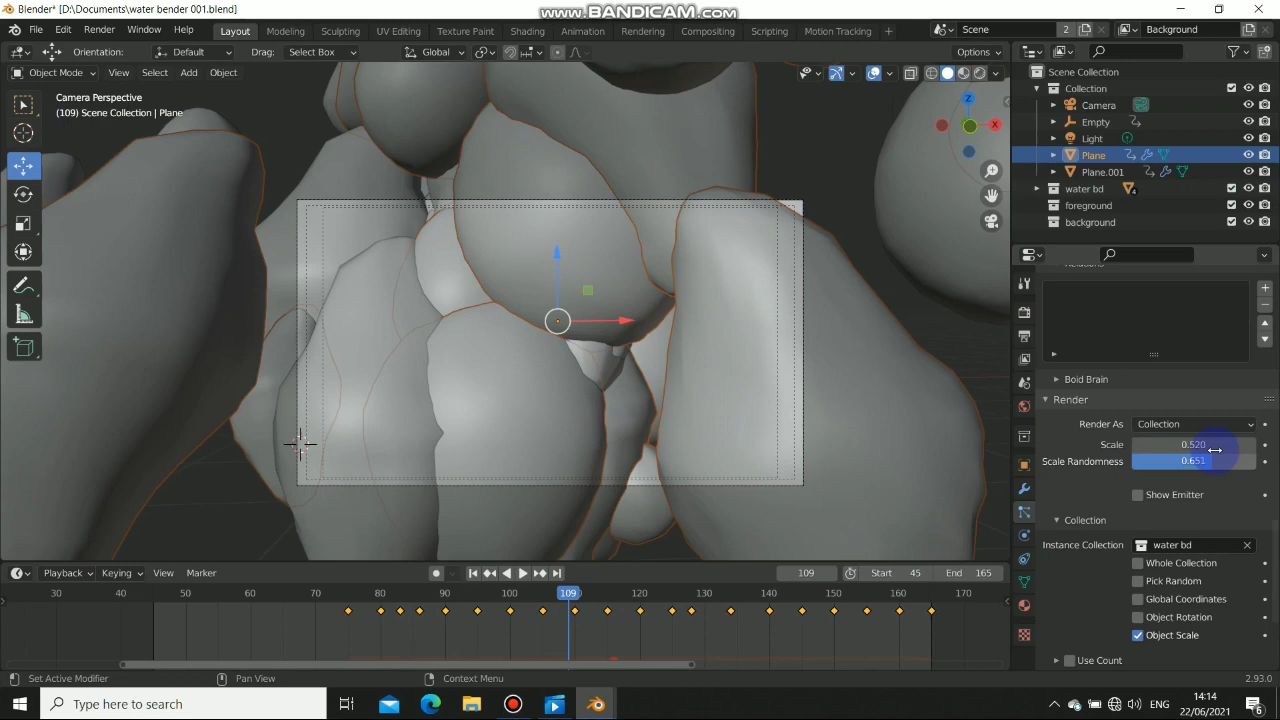 Blender* [D:\Documents\water bender 001.blend]
www.BANDICAM.com
File Edit Render Window Help
Layout Modeling Sculpting UV Editing Texture Paint Shading Animation Rendering Compositing Scripting Motion Tracking
Scene 2 Background
Orientation: Default Drag: Select Box Global Options
Object Mode View Select Add Object
Camera Perspective
(109) Scene Collection | Plane
Z
X
Scene Collection
Collection
Camera
Empty
Light
Plane
Plane.001
water bd 4
foreground
background
Boid Brain
Render
Render As Collection
Scale 0.520
Scale Randomness 0.651
Show Emitter
Collection
Instance Collection water bd
Whole Collection
Pick Random
Global Coordinates
Object Rotation
Object Scale
Use Count
Playback Keying View Marker 109 Start 45 End 165
30 40 50 60 70 80 90 100 109 120 130 140 150 160 170
Set Active Modifier Pan View Context Menu 2.93.0
Type here to search
ENG
14:14
22/06/2021
6